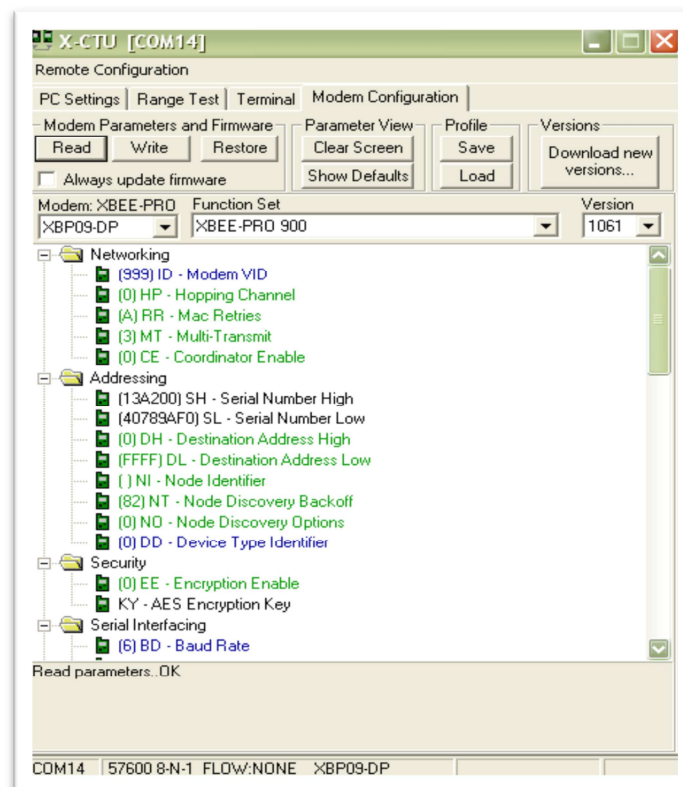 X-CTU [COM14]
Remote Configuration
PC Settings Range Test Terminal Modem Configuration
Modem Parameters and Firmware Parameter View Profile Versions
Read Write Restore Clear Screen Save Download new versions...
Always update firmware Show Defaults Load
Modem: XBEE-PRO Function Set Version
XBP09-DP XBEE-PRO 900 1061
Networking
(999) ID - Modem VID
(0) HP - Hopping Channel
(A) RR - Mac Retries
(3) MT - Multi-Transmit
(0) CE - Coordinator Enable
Addressing
(13A200) SH - Serial Number High
(40789AF0) SL - Serial Number Low
(0) DH - Destination Address High
(FFFF) DL - Destination Address Low
( ) NI - Node Identifier
(82) NT - Node Discovery Backoff
(0) NO - Node Discovery Options
(0) DD - Device Type Identifier
Security
(0) EE - Encryption Enable
KY - AES Encryption Key
Serial Interfacing
(6) BD - Baud Rate
Read parameters..OK
COM14 57600 8-N-1 FLOW:NONE XBP09-DP